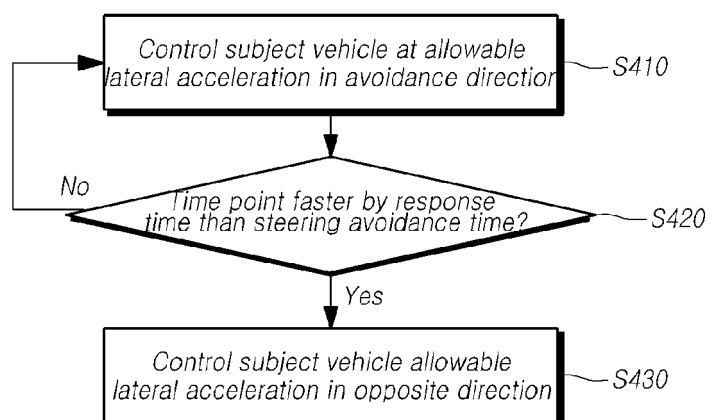 Control subject vehicle at allowable
lateral acceleration in avoidance direction
S410
No
Time point faster by response
time than steering avoidance time?
S420
Yes
Control subject vehicle allowable
lateral acceleration in opposite direction
S430